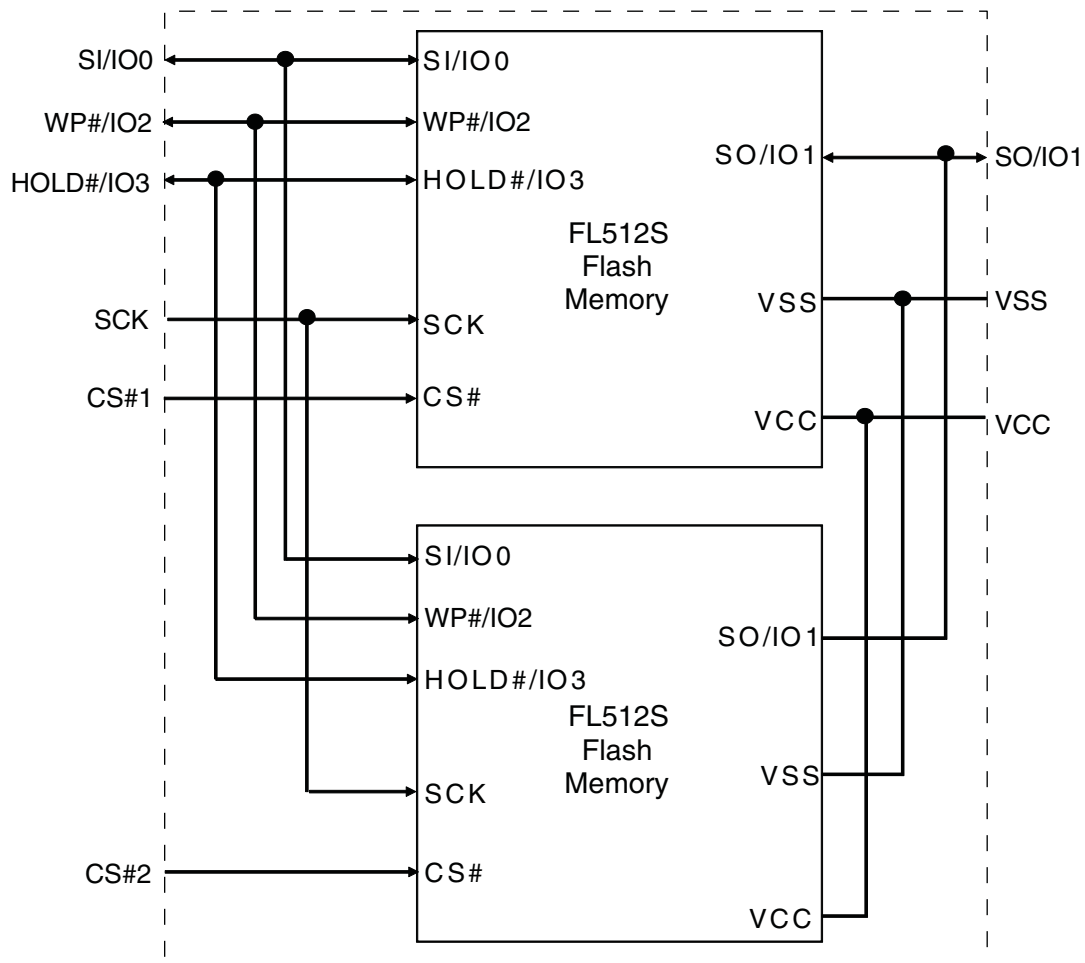 SI/IO0
WP#/IO2
HOLD#/IO3
SCK
CS#1
CS#2
SI/IO0
WP#/IO2
HOLD#/IO3
SCK
CS#
SO/IO1
VSS
VCC
FL512S
Flash
Memory
SO/IO1
VSS
VCC
SI/IO0
WP#/IO2
HOLD#/IO3
SCK
CS#
SO/IO1
VSS
VCC
FL512S
Flash
Memory